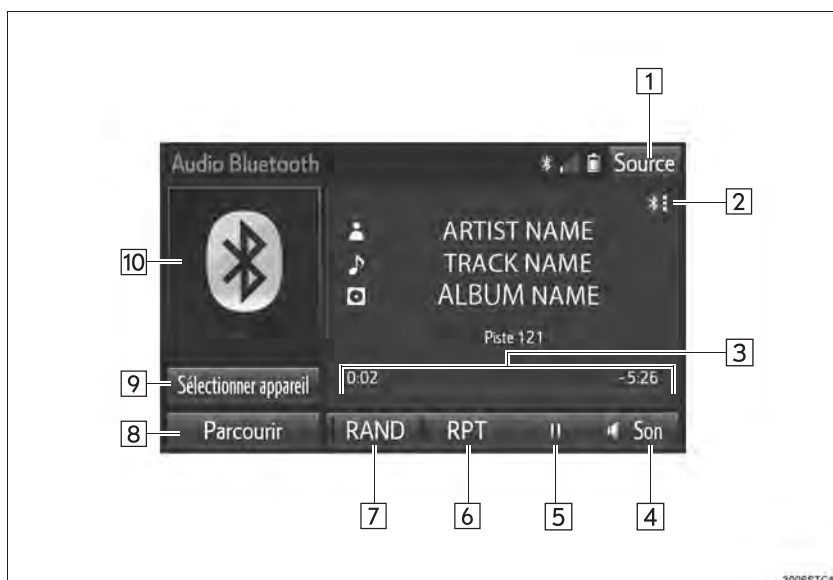 1
Audio Bluetooth
Source
2
ARTIST NAME
10
TRACK NAME
ALBUM NAME
Piste 121
3
9
Sélectionner appareil
0:02
-5:26
8
Parcourir
RAND
RPT
II
Son
7
6
5
4